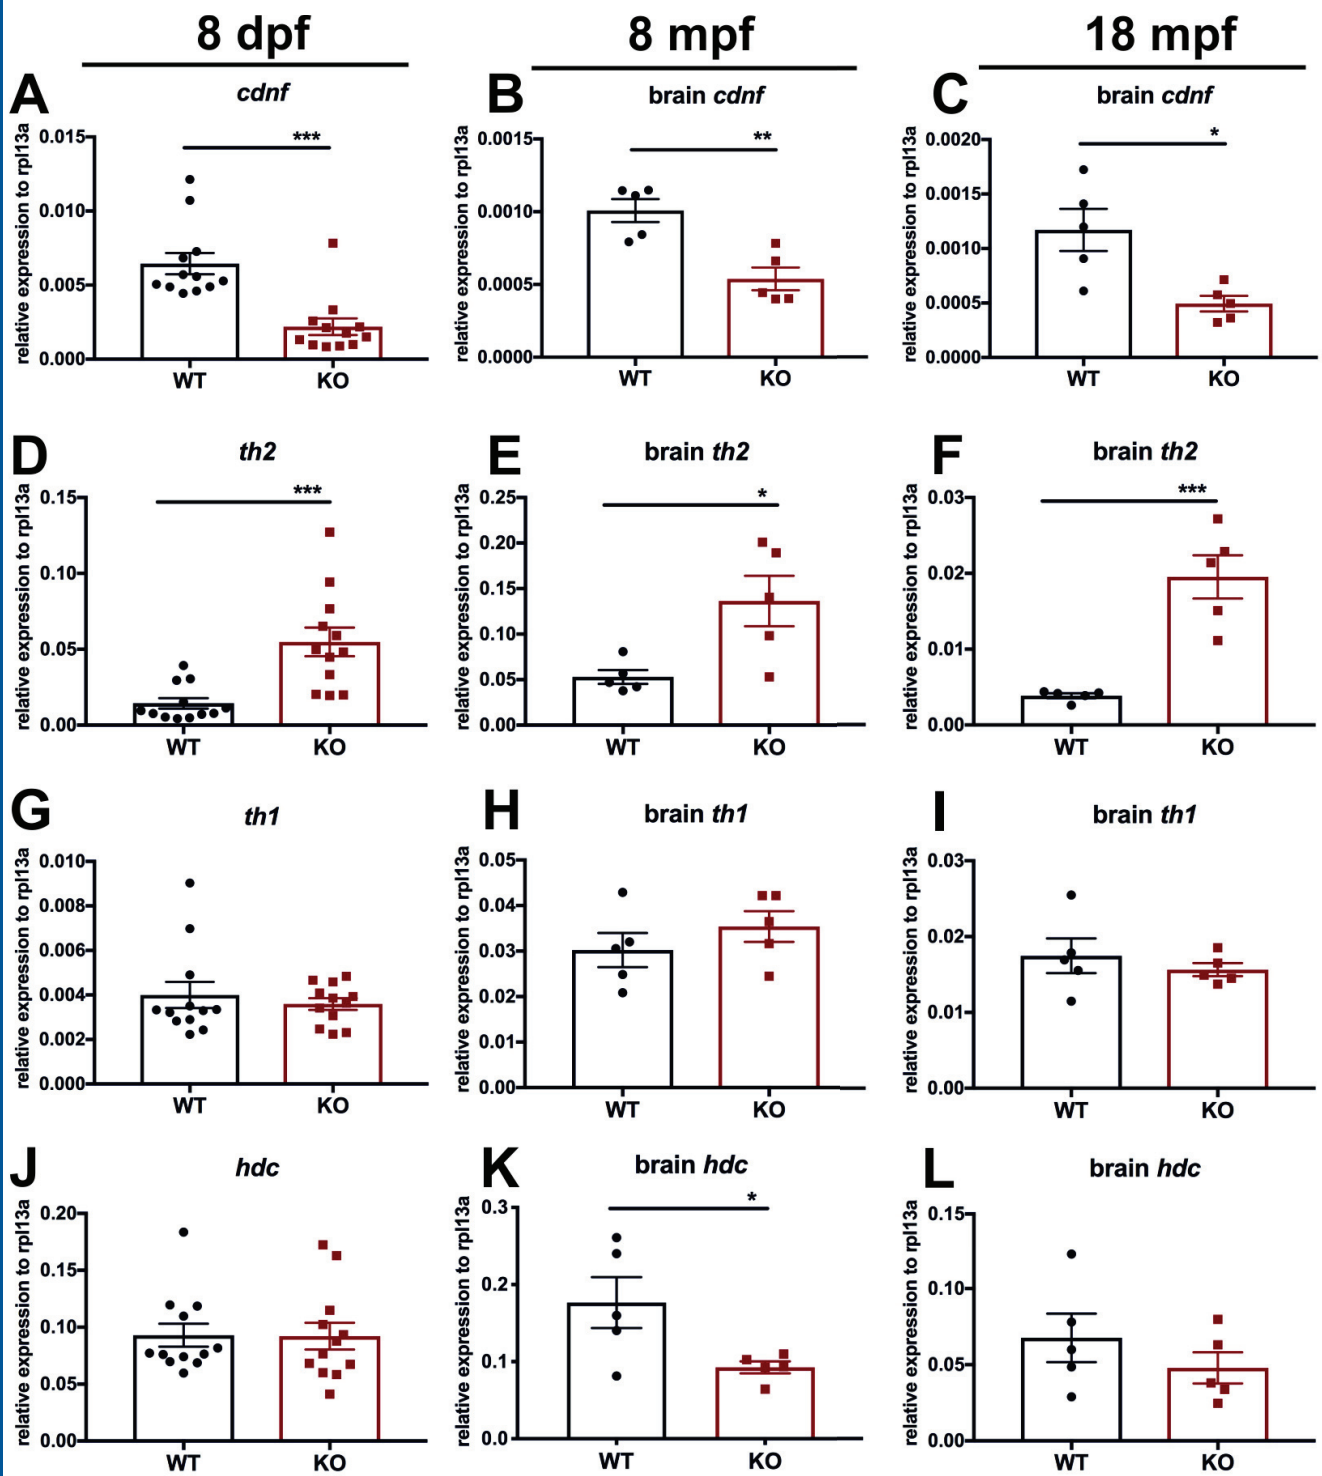 8 dpf 8 mpf 18 mpf
A cdnf B brain cdnf C brain cdnf
relative expression to rpl13a
0.015
0.010
0.005
0.000
***
WT KO
relative expression to rpl13a
0.0015
0.0010
0.0005
0.0000
**
WT KO
relative expression to rpl13a
0.0020
0.0015
0.0010
0.0005
0.0000
*
WT KO
D th2 E brain th2 F brain th2
relative expression to rpl13a
0.15
0.10
0.05
0.00
***
WT KO
relative expression to rpl13a
0.25
0.20
0.15
0.10
0.05
0.00
*
WT KO
relative expression to rpl13a
0.03
0.02
0.01
0.00
***
WT KO
G th1 H brain th1 I brain th1
relative expression to rpl13a
0.010
0.008
0.006
0.004
0.002
0.000
WT KO
relative expression to rpl13a
0.05
0.04
0.03
0.02
0.01
0.00
WT KO
relative expression to rpl13a
0.03
0.02
0.01
0.00
WT KO
J hdc K brain hdc L brain hdc
relative expression to rpl13a
0.20
0.15
0.10
0.05
0.00
WT KO
relative expression to rpl13a
0.3
0.2
0.1
0.0
*
WT KO
relative expression to rpl13a
0.15
0.10
0.05
0.00
WT KO